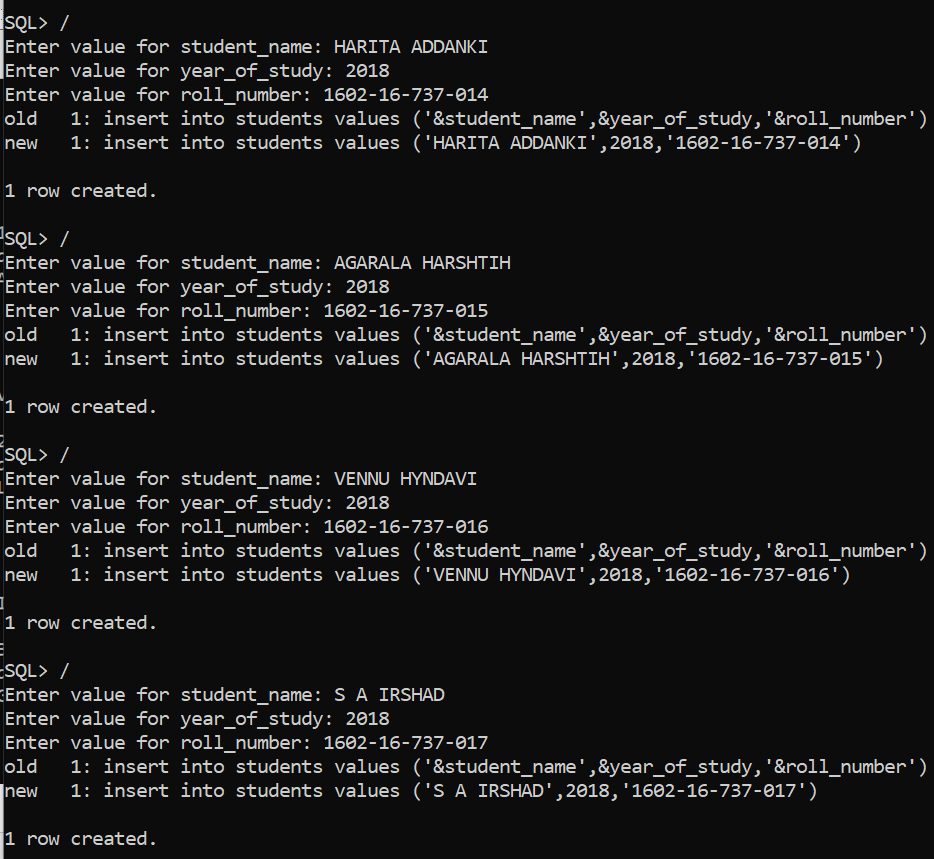 SQL> /
Enter value for student_name: HARITA ADDANKI
Enter value for year_of_study: 2018
Enter value for roll_number: 1602-16-737-014
old   1: insert into students values ('&student_name',&year_of_study,'&roll_number')
new   1: insert into students values ('HARITA ADDANKI',2018,'1602-16-737-014')

1 row created.

SQL> /
Enter value for student_name: AGARALA HARSHTIH
Enter value for year_of_study: 2018
Enter value for roll_number: 1602-16-737-015
old   1: insert into students values ('&student_name',&year_of_study,'&roll_number')
new   1: insert into students values ('AGARALA HARSHTIH',2018,'1602-16-737-015')

1 row created.

SQL> /
Enter value for student_name: VENNU HYNDAVI
Enter value for year_of_study: 2018
Enter value for roll_number: 1602-16-737-016
old   1: insert into students values ('&student_name',&year_of_study,'&roll_number')
new   1: insert into students values ('VENNU HYNDAVI',2018,'1602-16-737-016')

1 row created.

SQL> /
Enter value for student_name: S A IRSHAD
Enter value for year_of_study: 2018
Enter value for roll_number: 1602-16-737-017
old   1: insert into students values ('&student_name',&year_of_study,'&roll_number')
new   1: insert into students values ('S A IRSHAD',2018,'1602-16-737-017')

1 row created.